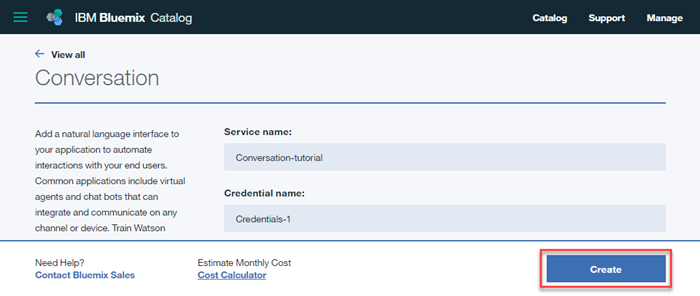 IBM Bluemix Catalog
Catalog Support Manage
← View all
Conversation
Add a natural language interface to
your application to automate
interactions with your end users.
Common applications include virtual
agents and chat bots that can
integrate and communicate on any
channel or device. Train Watson
Service name:
Conversation-tutorial
Credential name:
Credentials-1
Need Help?
Contact Bluemix Sales
Estimate Monthly Cost
Cost Calculator
Create